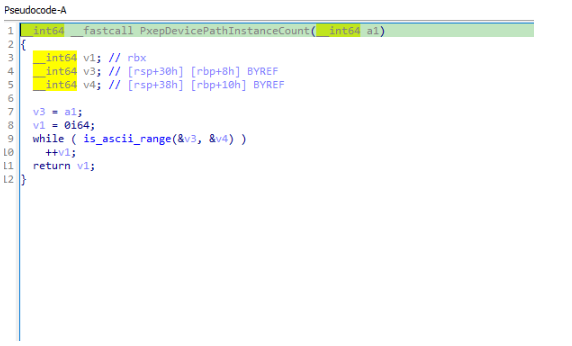 Pseudocode-A
1 __int64 __fastcall PxepDevicePathInstanceCount(__int64 a1)
2 {
3 __int64 v1; // rbx
4 __int64 v3; // [rsp+30h] [rbp+8h] BYREF
5 __int64 v4; // [rsp+38h] [rbp+10h] BYREF
6
7 v3 = a1;
8 v1 = 0i64;
9 while ( is_ascii_range(&v3, &v4) )
10 ++v1;
11 return v1;
12 }